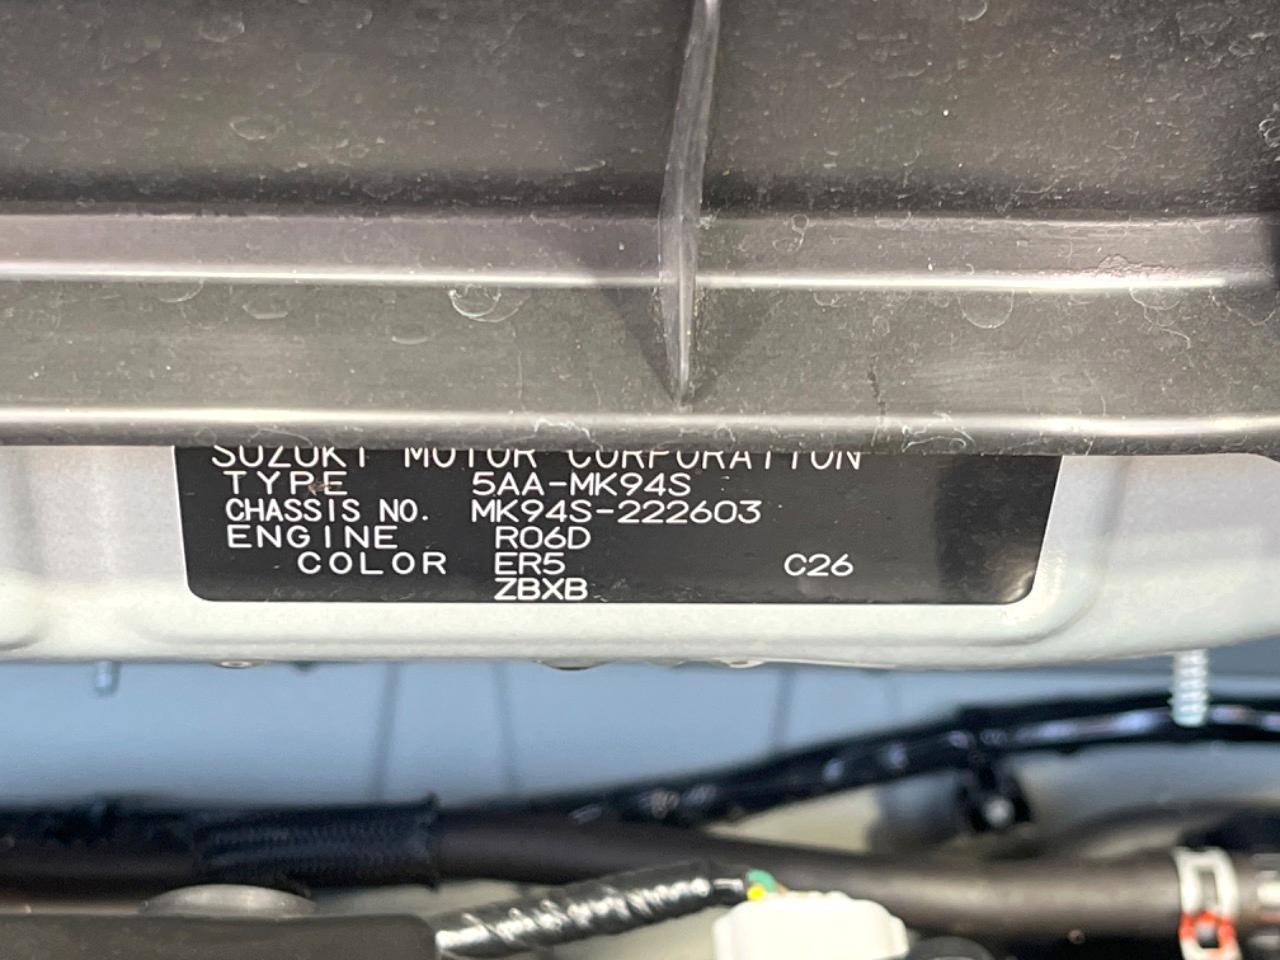 SUZUKI MOTOR CORPORATION
TYPE 5AA-MK94S
CHASSIS NO. MK94S-222603
ENGINE R06D
COLOR ER5 C26
ZBXB